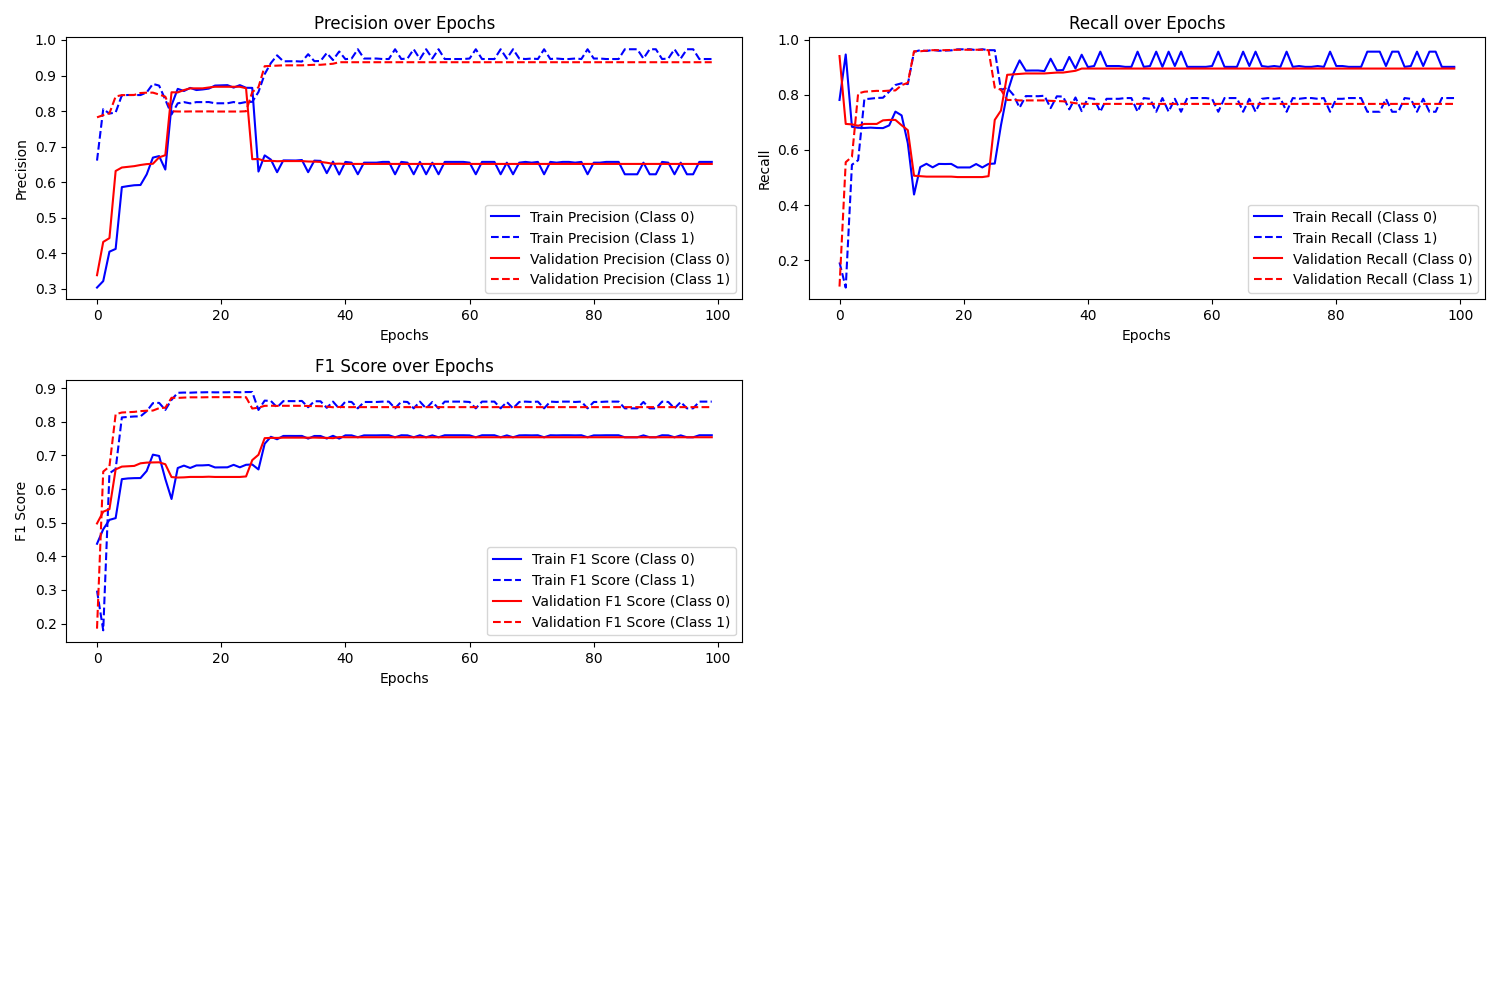 Precision over Epochs
1.0
0.9
0.8
0.7
0.6
0.5
0.4
0.3
Precision
0
20
40
60
80
100
Epochs
Train Precision (Class 0)
Train Precision (Class 1)
Validation Precision (Class 0)
Validation Precision (Class 1)
Recall over Epochs
1.0
0.8
0.6
0.4
0.2
Recall
0
20
40
60
80
100
Epochs
Train Recall (Class 0)
Train Recall (Class 1)
Validation Recall (Class 0)
Validation Recall (Class 1)
F1 Score over Epochs
0.9
0.8
0.7
0.6
0.5
0.4
0.3
0.2
F1 Score
0
20
40
60
80
100
Epochs
Train F1 Score (Class 0)
Train F1 Score (Class 1)
Validation F1 Score (Class 0)
Validation F1 Score (Class 1)